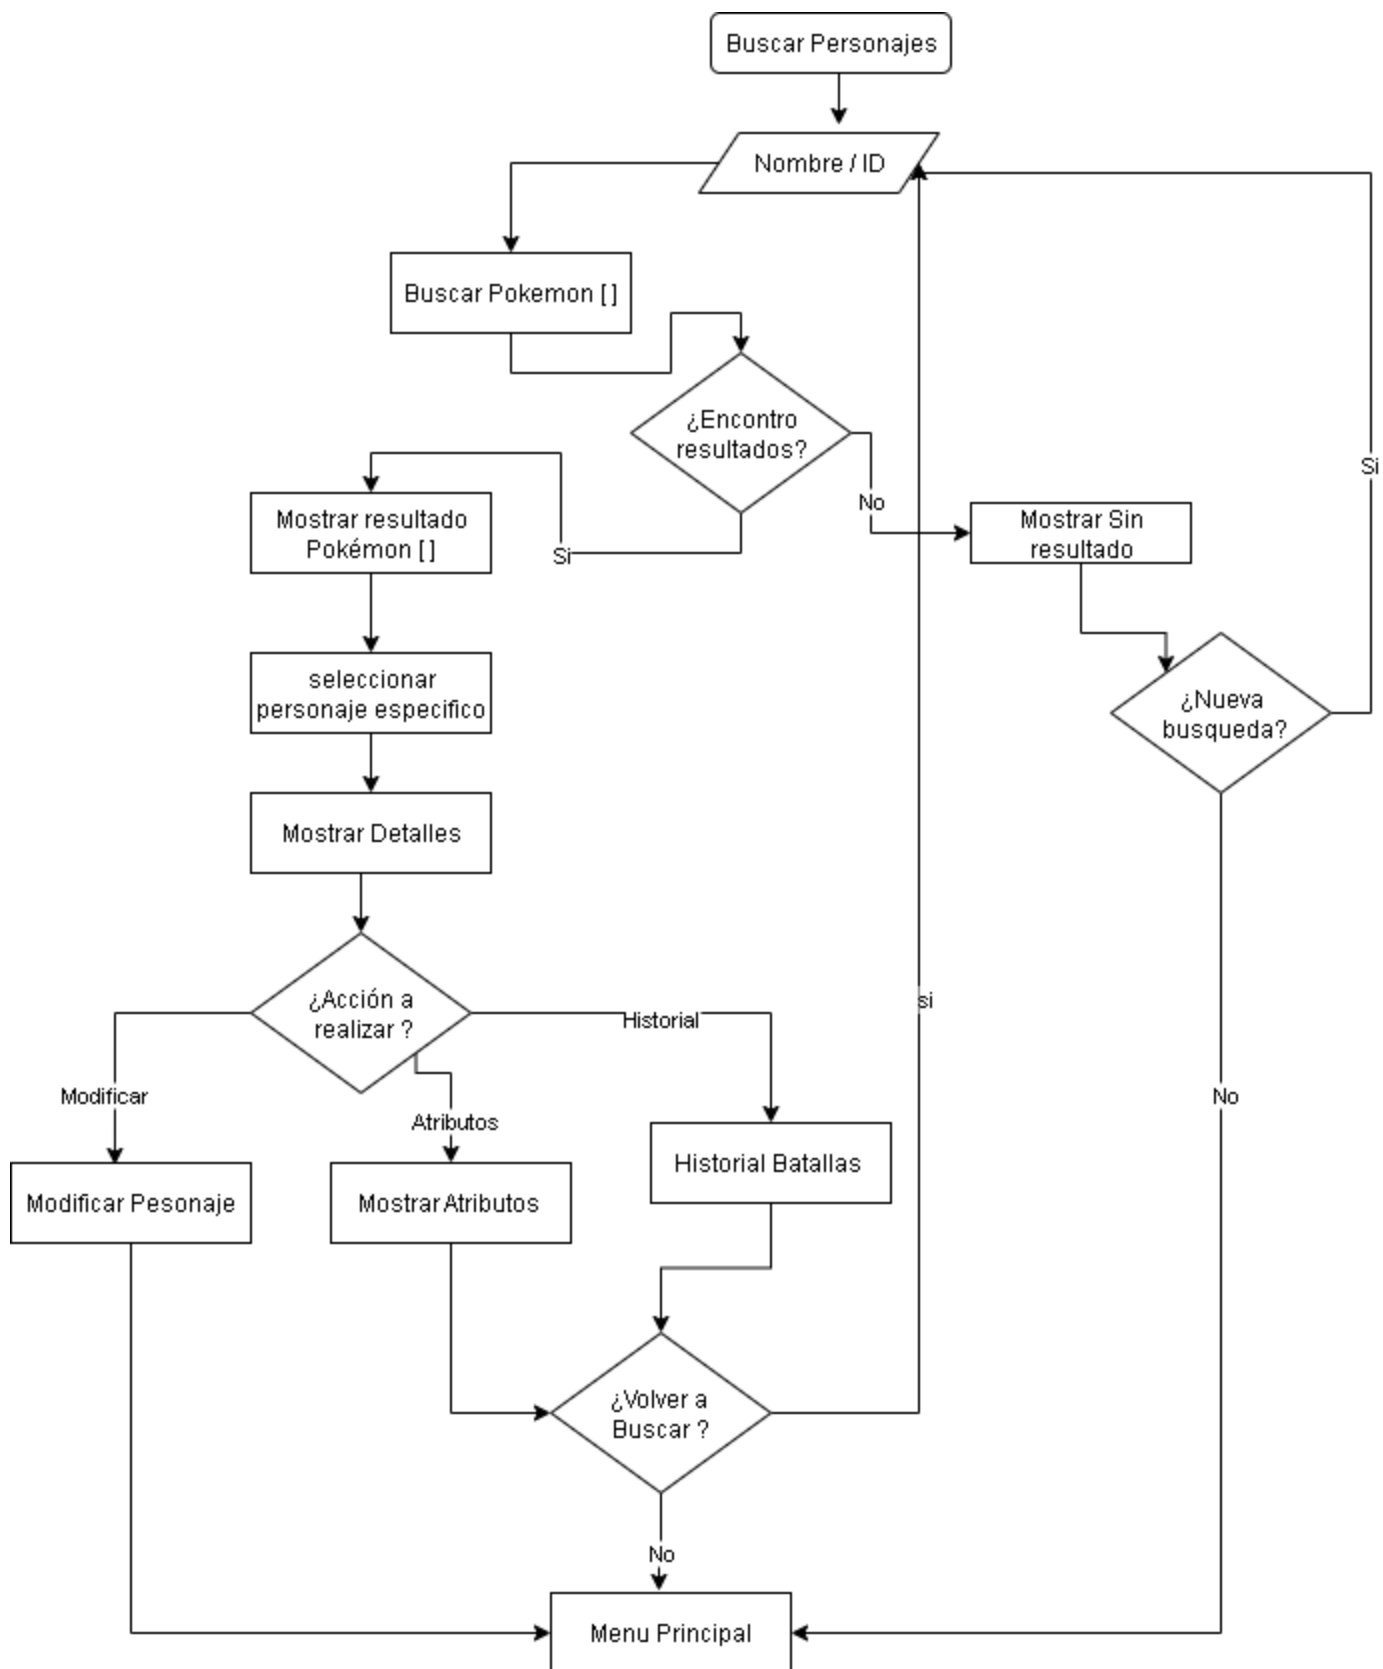 Buscar Personajes
Nombre / ID
Buscar Pokemon [ ]
¿Encontro
resultados?
Si
No
Mostrar resultado
Pokémon [ ]
Mostrar Sin
resultado
Si
seleccionar
personaje especifico
¿Nueva
busqueda?
Mostrar Detalles
¿Acción a
realizar ?
Historial
si
Modificar
Atributos
No
Historial Batallas
Modificar Pesonaje
Mostrar Atributos
¿Volver a
Buscar ?
No
Menu Principal